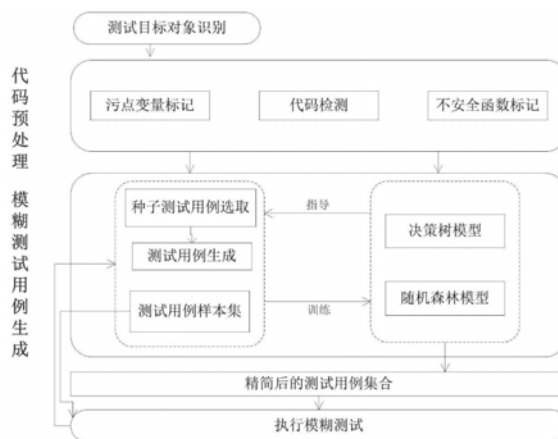 测试目标对象识别
代码预处理
污点变量标记
代码检测
不安全函数标记
模糊测试用例生成
种子测试用例选取
测试用例生成
测试用例样本集
指导
训练
决策树模型
随机森林模型
精简后的测试用例集合
执行模糊测试